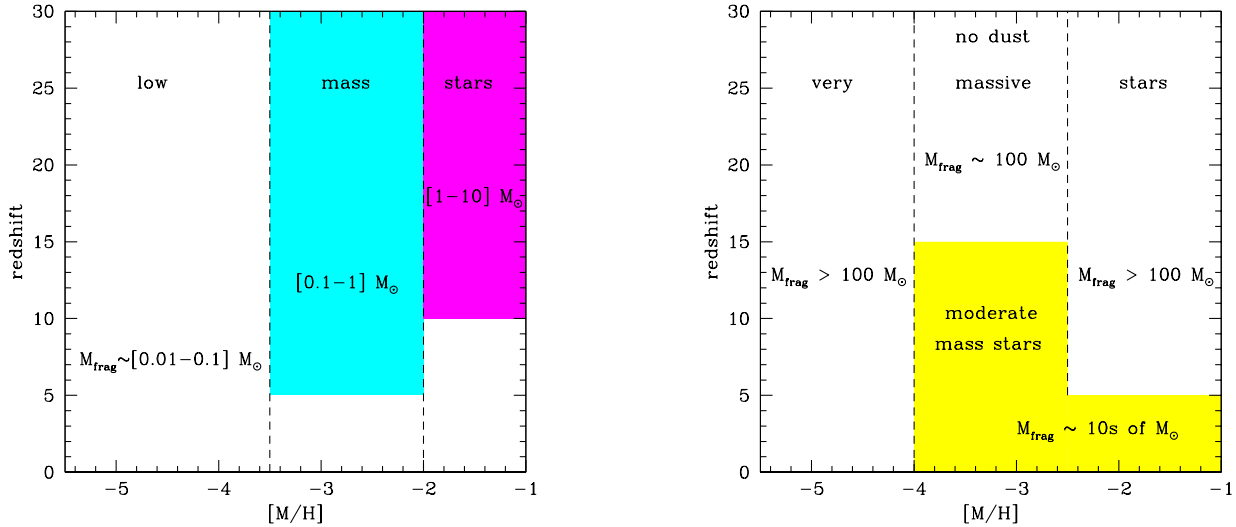 30
25
20
15
10
5
0
redshift
low mass stars
[1−10] M☉
[0.1−1] M☉
M_frag~[0.01−0.1] M☉
−5 −4 −3 −2 −1
[M/H]
30
25
20
15
10
5
0
redshift
no dust
very massive stars
M_frag ~ 100 M☉
M_frag > 100 M☉
M_frag > 100 M☉
moderate
mass stars
M_frag ~ 10s of M☉
−5 −4 −3 −2 −1
[M/H]